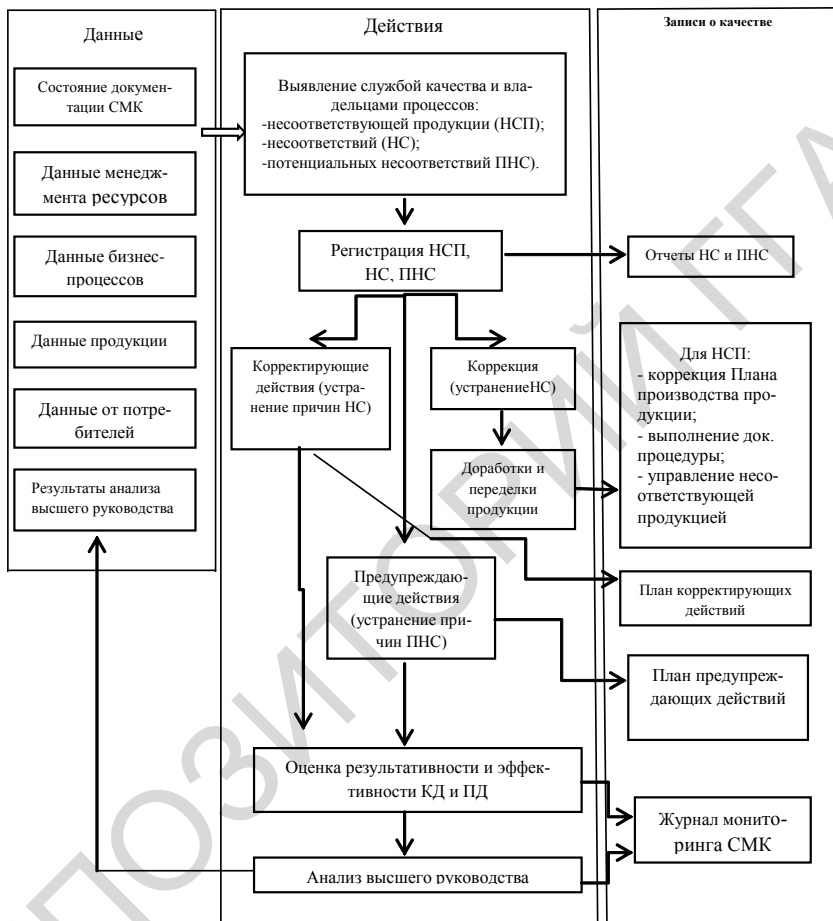 Данные
Состояние докумен-
тации СМК
Данные менедж-
мента ресурсов
Данные бизнес-
процессов
Данные продукции
Данные от потре-
бителей
Результаты анализа
высшего руководства
Действия
Выявление службой качества и вла-
дельцами процессов:
-несоответствующей продукции (НСП);
-несоответствий (НС);
-потенциальных несоответствий ПНС).
Регистрация НСП,
НС, ПНС
Корректирующие
действия (устра-
нение причин НС)
Коррекция
(устранениеНС)
Доработки и
переделки
продукции
Предупреждаю-
щие действия
(устранение при-
чин ПНС)
Оценка результативности и эффек-
тивности КД и ПД
Анализ высшего руководства
Записи о качестве
Отчеты НС и ПНС
Для НСП:
- коррекция Плана
производства про-
дукции;
- выполнение док.
процедуры;
- управление несо-
ответствующей
продукцией
План корректирующих
действий
План предупреж-
дающих действий
Журнал монито-
ринга СМК
ПОЗИТОРИЙ ГГА